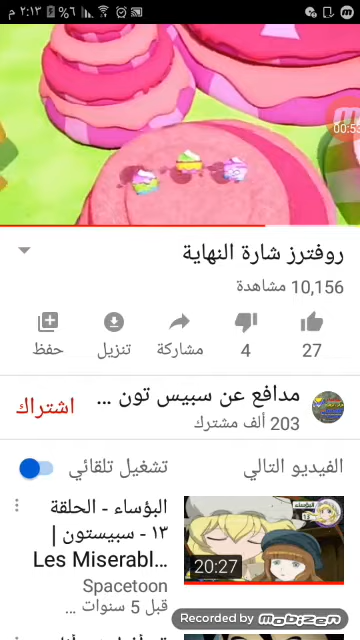 ٢:١٣ م ٦%
00:53
روفترز شارة النهاية
10,156 مشاهدة
27 4 مشاركة تنزيل حفظ
مدافع عن سبيس تون ...
203 ألف مشترك
اشتراك
الفيديو التالي تشغيل تلقائي
البؤساء
١٣
20:27
البؤساء - الحلقة
١٣ - سبيستون |
Les Miserabl...
Spacetoon
قبل 5 سنوات ...
Recorded by mobizen